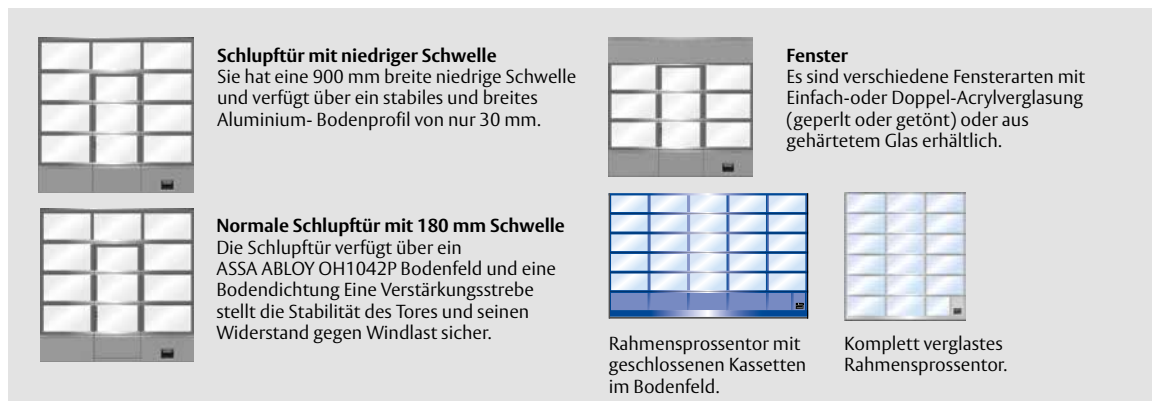 Schlupftür mit niedriger Schwelle
Sie hat eine 900 mm breite niedrige Schwelle
und verfügt über ein stabiles und breites
Aluminium- Bodenprofil von nur 30 mm.
Normale Schlupftür mit 180 mm Schwelle
Die Schlupftür verfügt über ein
ASSA ABLOY OH1042P Bodenfeld und eine
Bodendichtung Eine Verstärkungsstrebe
stellt die Stabilität des Tores und seinen
Widerstand gegen Windlast sicher.
Fenster
Es sind verschiedene Fensterarten mit
Einfach-oder Doppel-Acrylverglasung
(geperlt oder getönt) oder aus
gehärtetem Glas erhältlich.
Rahmensprossentor mit
geschlossenen Kassetten
im Bodenfeld.
Komplett verglastes
Rahmensprossentor.